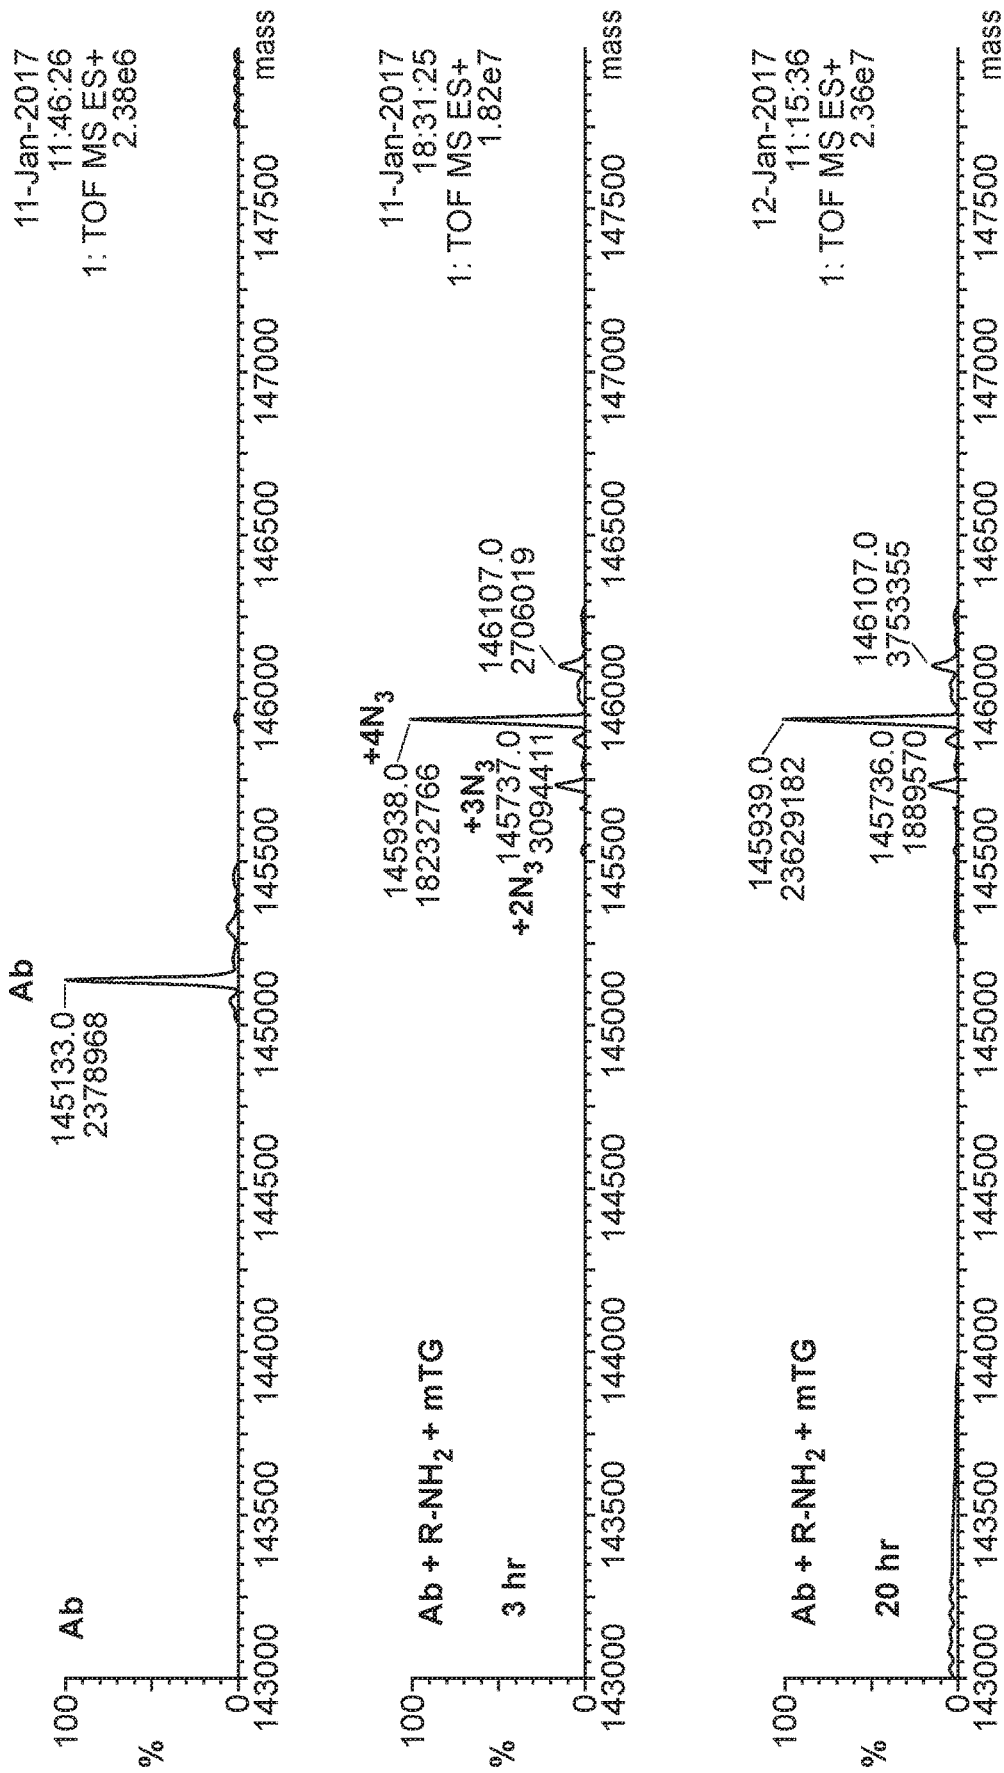 Ab
Ab
145133.0
2378968
11-Jan-2017
11:46:26
1: TOF MS ES+
2.38e6
100
%
0
143000 143500 144000 144500 145000 145500 146000 146500 147000 147500 mass
Ab + R-NH2 + mTG
3 hr
+4N3
145938.0
18232766
+3N3
+2N3
145737.0
3094411
146107.0
2706019
11-Jan-2017
18:31:25
1: TOF MS ES+
1.82e7
100
%
0
143000 143500 144000 144500 145000 145500 146000 146500 147000 147500 mass
Ab + R-NH2 + mTG
20 hr
145939.0
23629182
145736.0
1889570
146107.0
3753355
12-Jan-2017
11:15:36
1: TOF MS ES+
2.36e7
100
%
0
143000 143500 144000 144500 145000 145500 146000 146500 147000 147500 mass